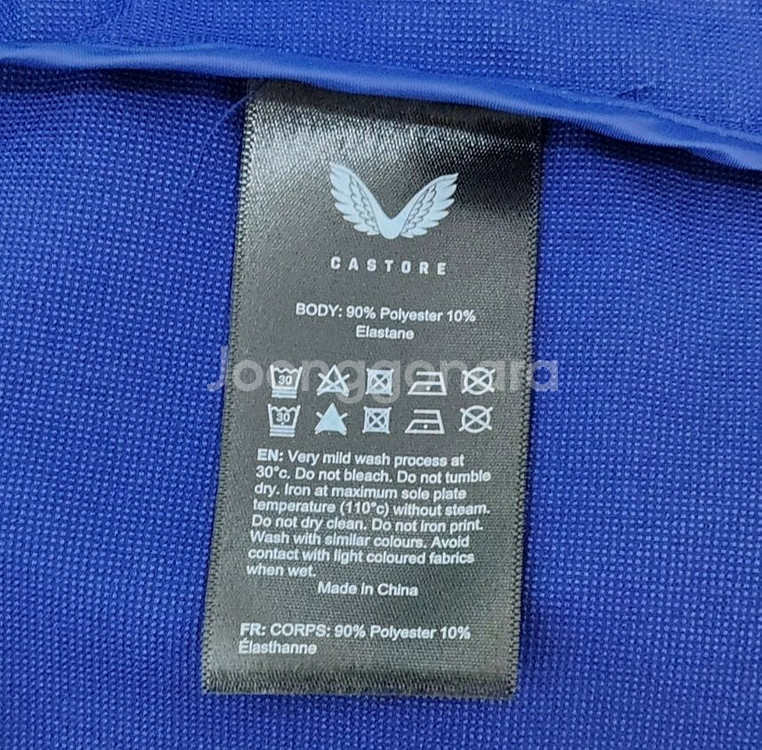 CASTORE
BODY: 90% Polyester 10%
Elastane
Joonggonara
30
30
EN: Very mild wash process at
30°c. Do not bleach. Do not tumble
dry. Iron at maximum sole plate
temperature (110°c) without steam.
Do not dry clean. Do not iron print.
Wash with similar colours. Avoid
contact with light coloured fabrics
when wet.
Made in China
FR: CORPS: 90% Polyester 10%
Élasthanne